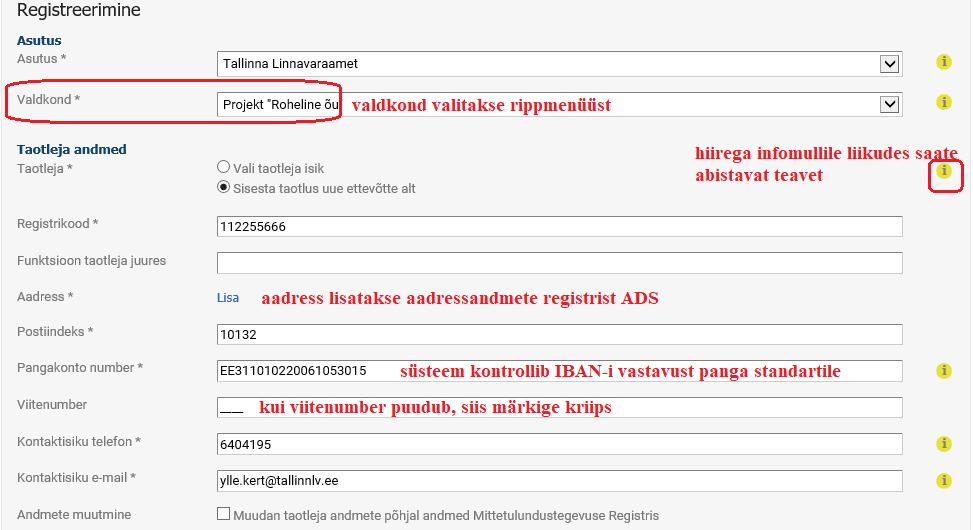 Registreerimine
Asutus
Asutus * Tallinna Linnavaraamet
Valdkond * Projekt "Roheline õu valdkond valitakse rippmenüüst
Taotleja andmed
hiirega infomullile liikudes saate
Taotleja * Vali taotleja isik
abistavat teavet
Sisesta taotlus uue ettevõtte alt
Registrikood * 112255666
Funktsioon taotleja juures
Aadress * Lisa aadress lisatakse aadressandmete registrist ADS
Postiindeks * 10132
Pangakonto number * EE311010220061053015 süsteem kontrollib IBAN-i vastavust panga standartile
Viitenumber ___ kui viitenumber puudub, siis märkige kriips
Kontaktisiku telefon * 6404195
Kontaktisiku e-mail * ylle.kert@tallinnlv.ee
Andmete muutmine Muudan taotleja andmete põhjal andmed Mittetulundustegevuse Registris